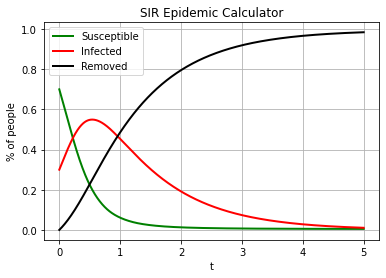 SIR Epidemic Calculator
Susceptible
Infected
Removed
% of people
1.0
0.8
0.6
0.4
0.2
0.0
0 1 2 3 4 5
t